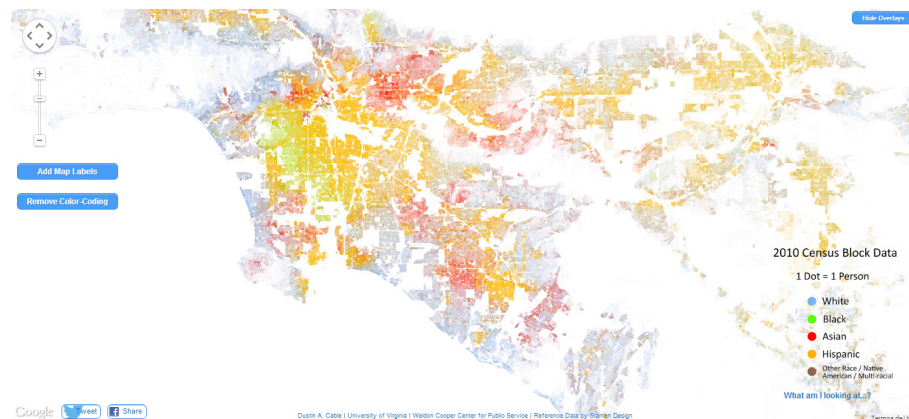 Hide Overlays
+
−
Add Map Labels
Remove Color-Coding
2010 Census Block Data
1 Dot = 1 Person
White
Black
Asian
Hispanic
Other Race / Native
American / Multi-racial
What am I looking at...?
Google
Tweet
Share
Dustin A. Cable | University of Virginia | Weldon Cooper Center for Public Service | Reference Data by Stamen Design
Termos de U